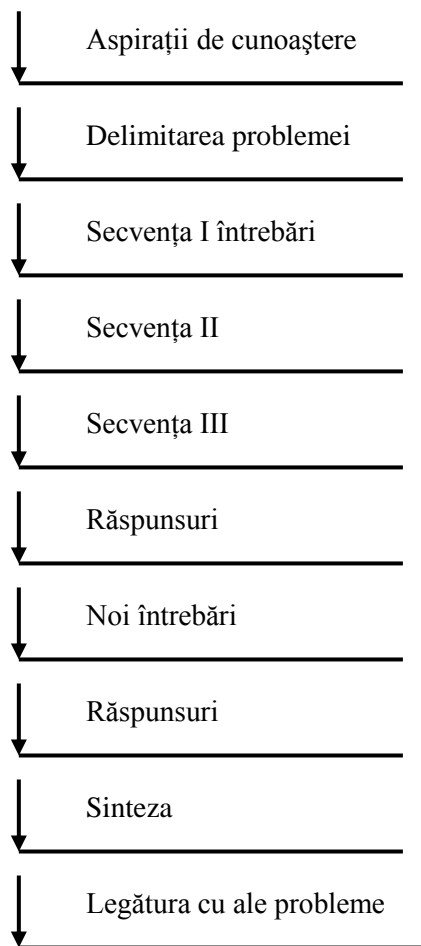 Aspirații de cunoaştere
Delimitarea problemei
Secvența I întrebări
Secvența II
Secvența III
Răspunsuri
Noi întrebări
Răspunsuri
Sinteza
Legătura cu ale probleme